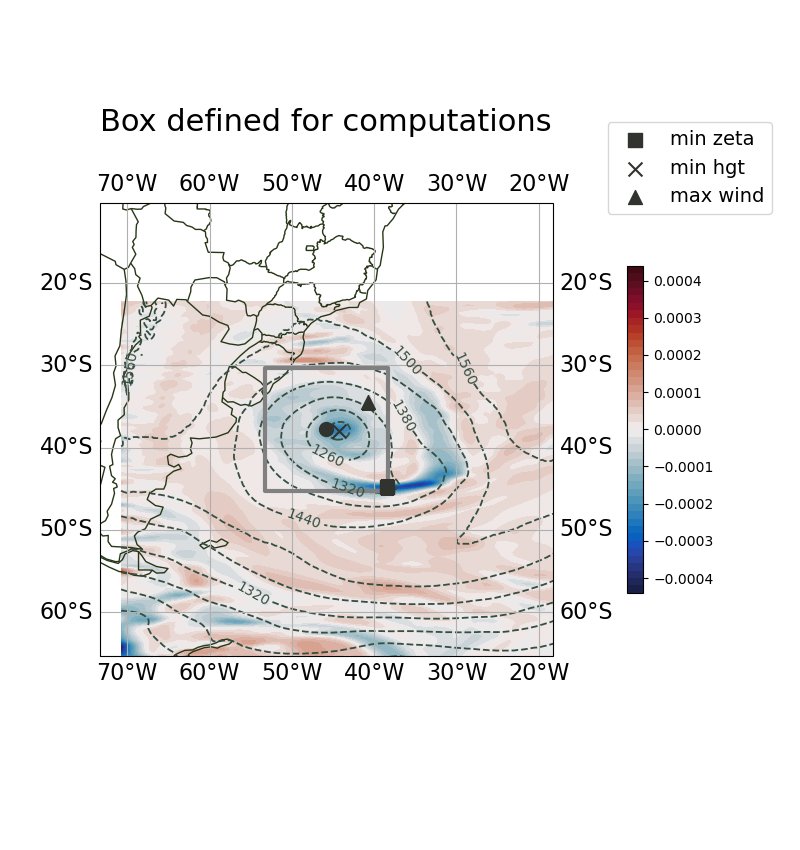 Box defined for computations
min zeta
min hgt
max wind
70°W 60°W 50°W 40°W 30°W 20°W
20°S 20°S
30°S 30°S
40°S 40°S
50°S 50°S
60°S 60°S
70°W 60°W 50°W 40°W 30°W 20°W
1560
1500
1560
1380
1260
1320
1440
1320
0.0004
0.0003
0.0002
0.0001
0.0000
−0.0001
−0.0002
−0.0003
−0.0004